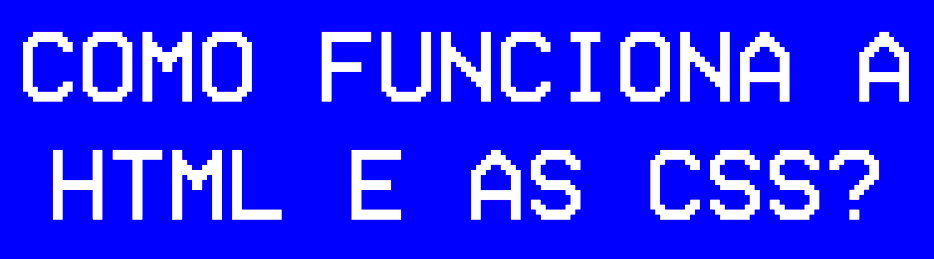 COMO FUNCIONA A
HTML E AS CSS?